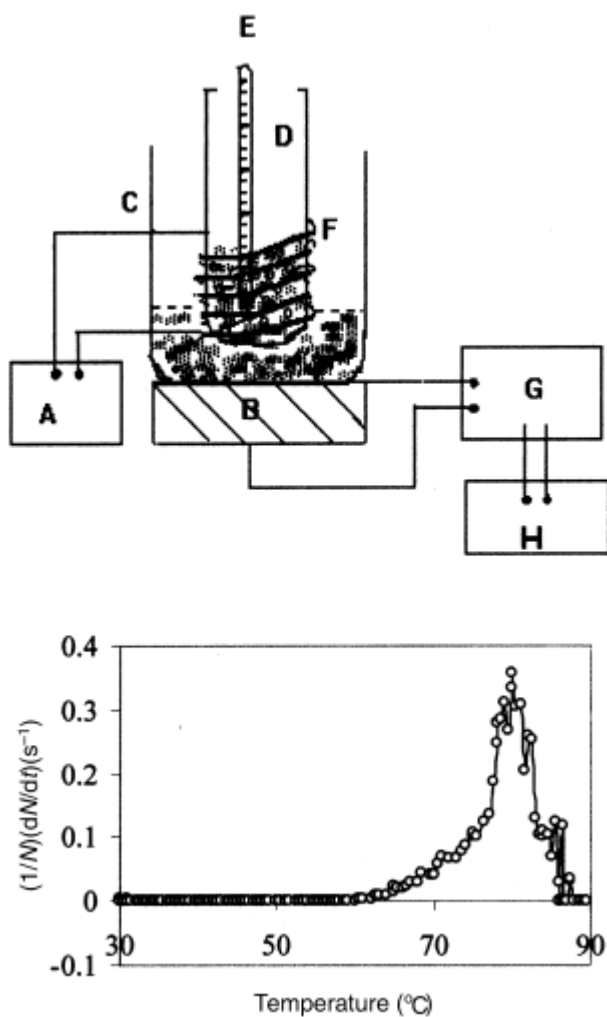 E
D
C
F
A
B
G
H
0.4
0.3
0.2
0.1
0
-0.1
30
50
70
90
(1/N)(dN/dt)(s⁻¹)
Temperature (°C)